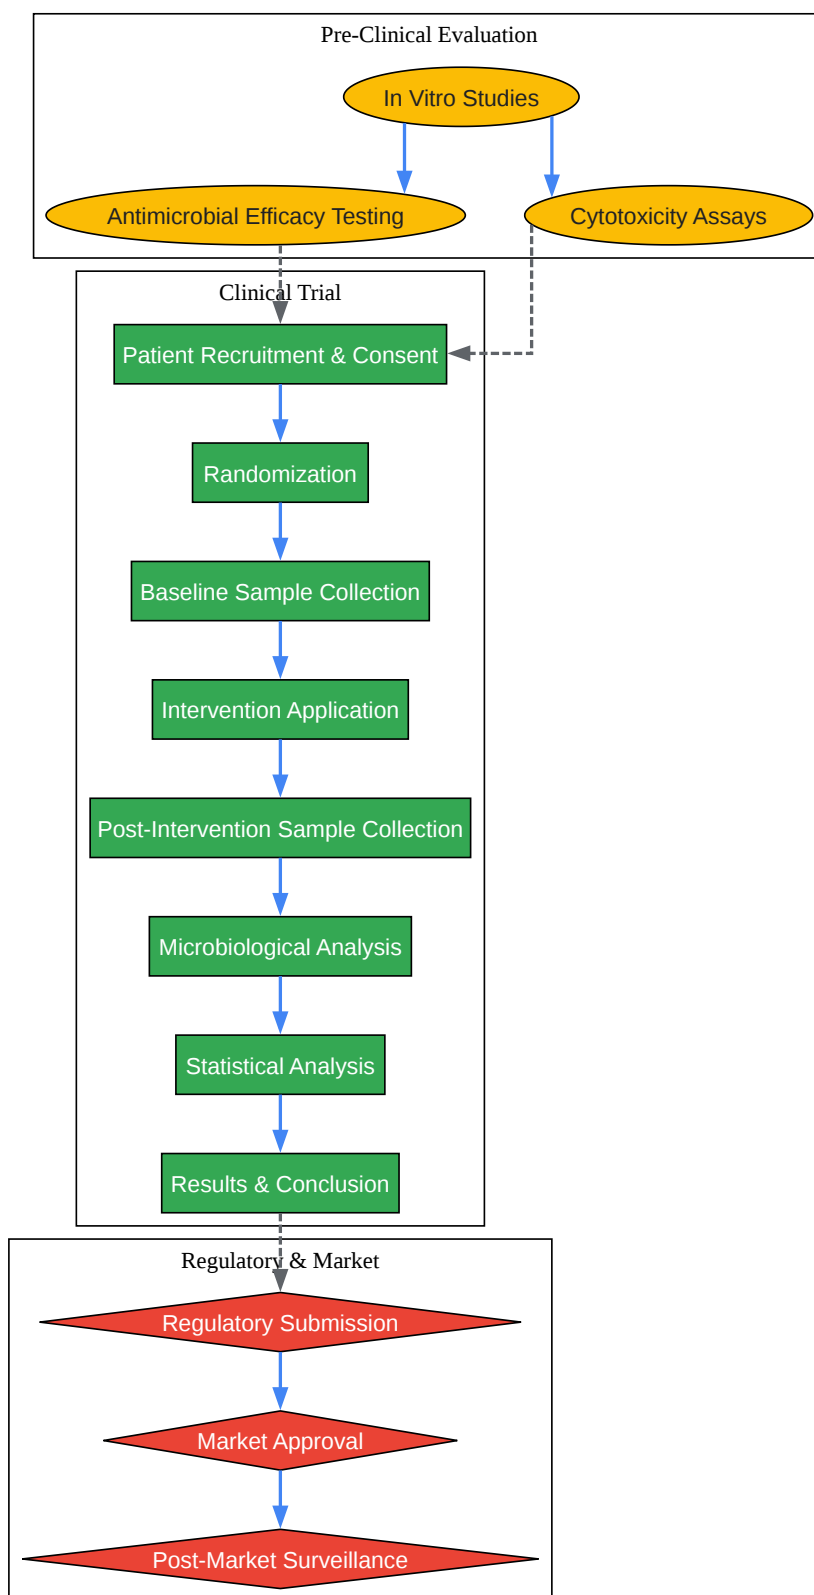 Pre-Clinical Evaluation
In Vitro Studies
Antimicrobial Efficacy Testing
Cytotoxicity Assays
Clinical Trial
Patient Recruitment & Consent
Randomization
Baseline Sample Collection
Intervention Application
Post-Intervention Sample Collection
Microbiological Analysis
Statistical Analysis
Results & Conclusion
Regulatory & Market
Regulatory Submission
Market Approval
Post-Market Surveillance